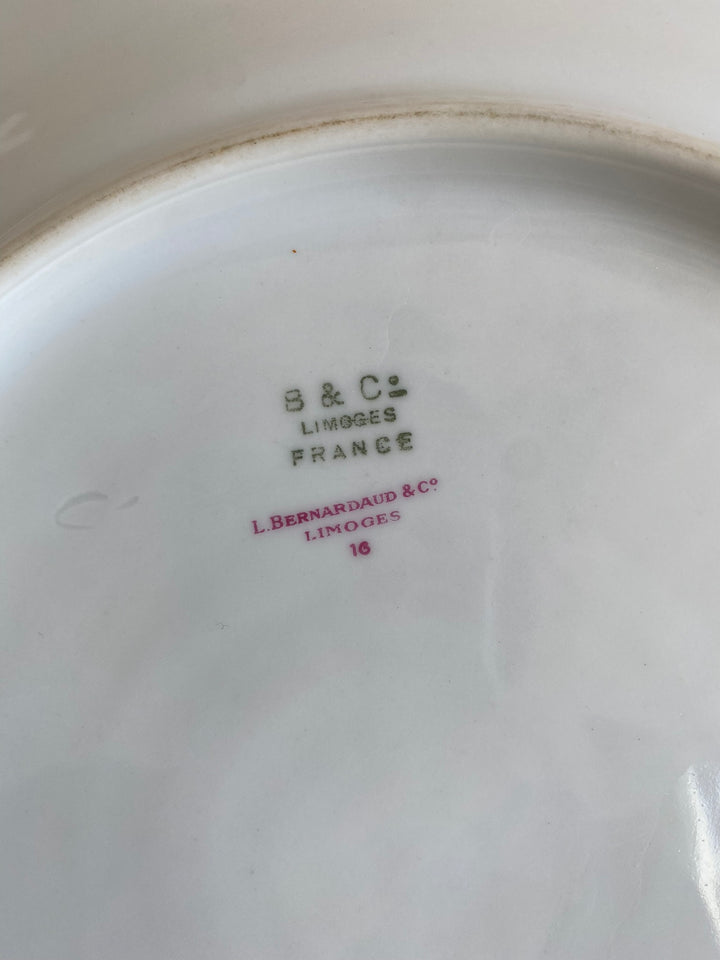 B & Cº
LIMOGES
FRANCE
L. BERNARDAUD & Cº
LIMOGES
16